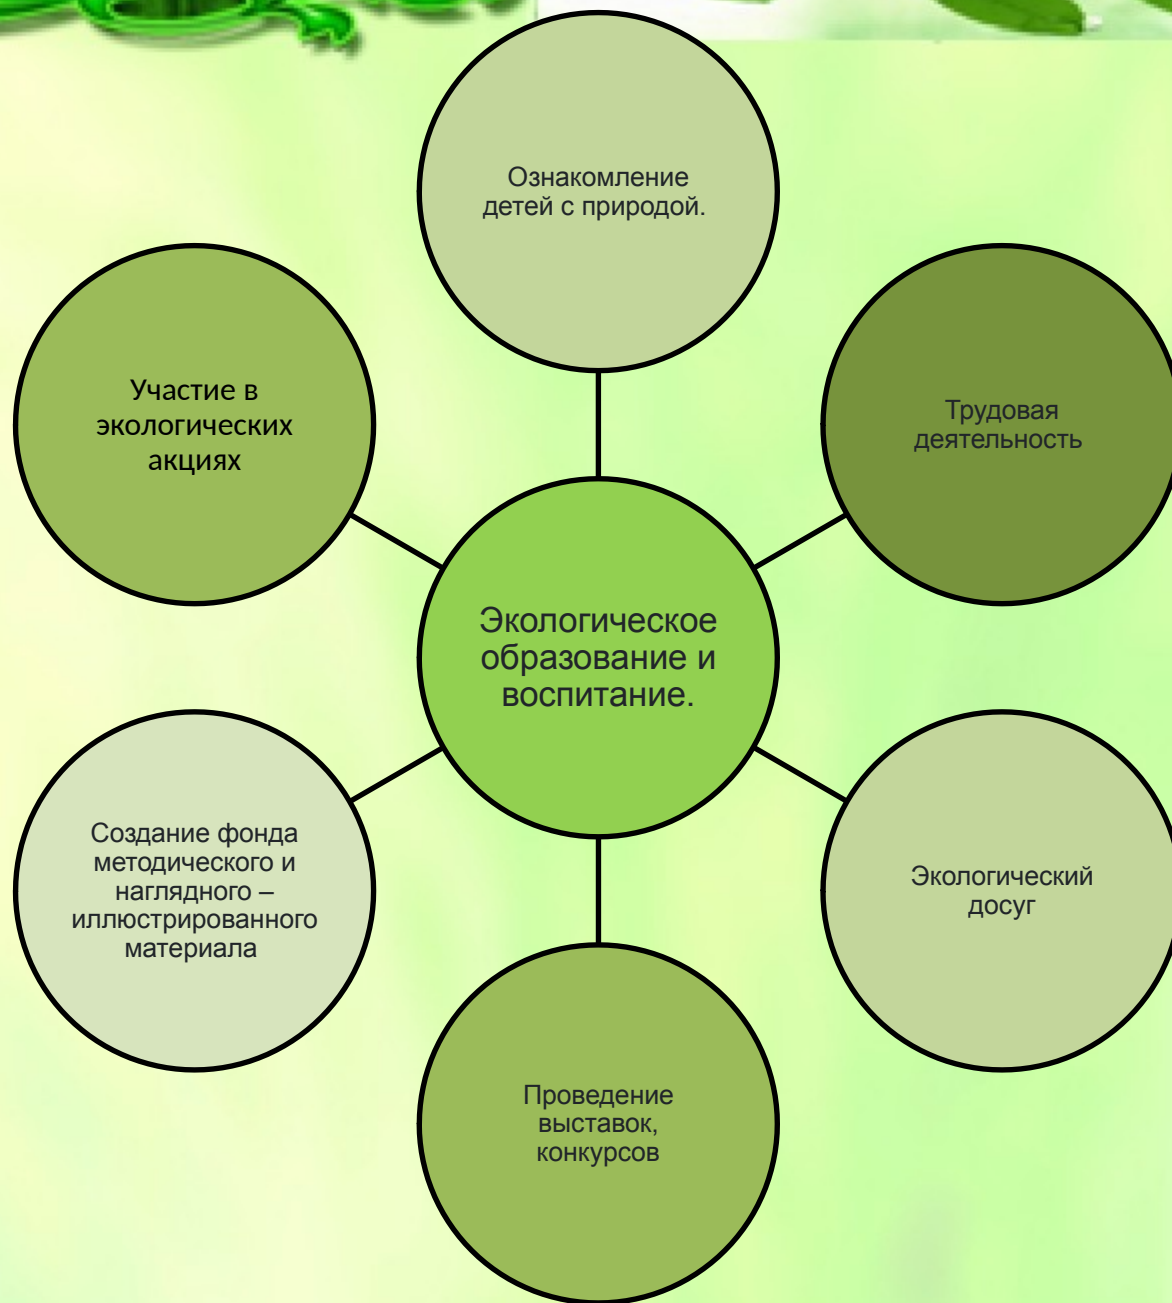 Ознакомление
детей с природой.
Участие в
экологических
акциях
Трудовая
деятельность
Экологическое
образование и
воспитание.
Создание фонда
методического и
наглядного –
иллюстрированного
материала
Экологический
досуг
Проведение
выставок,
конкурсов